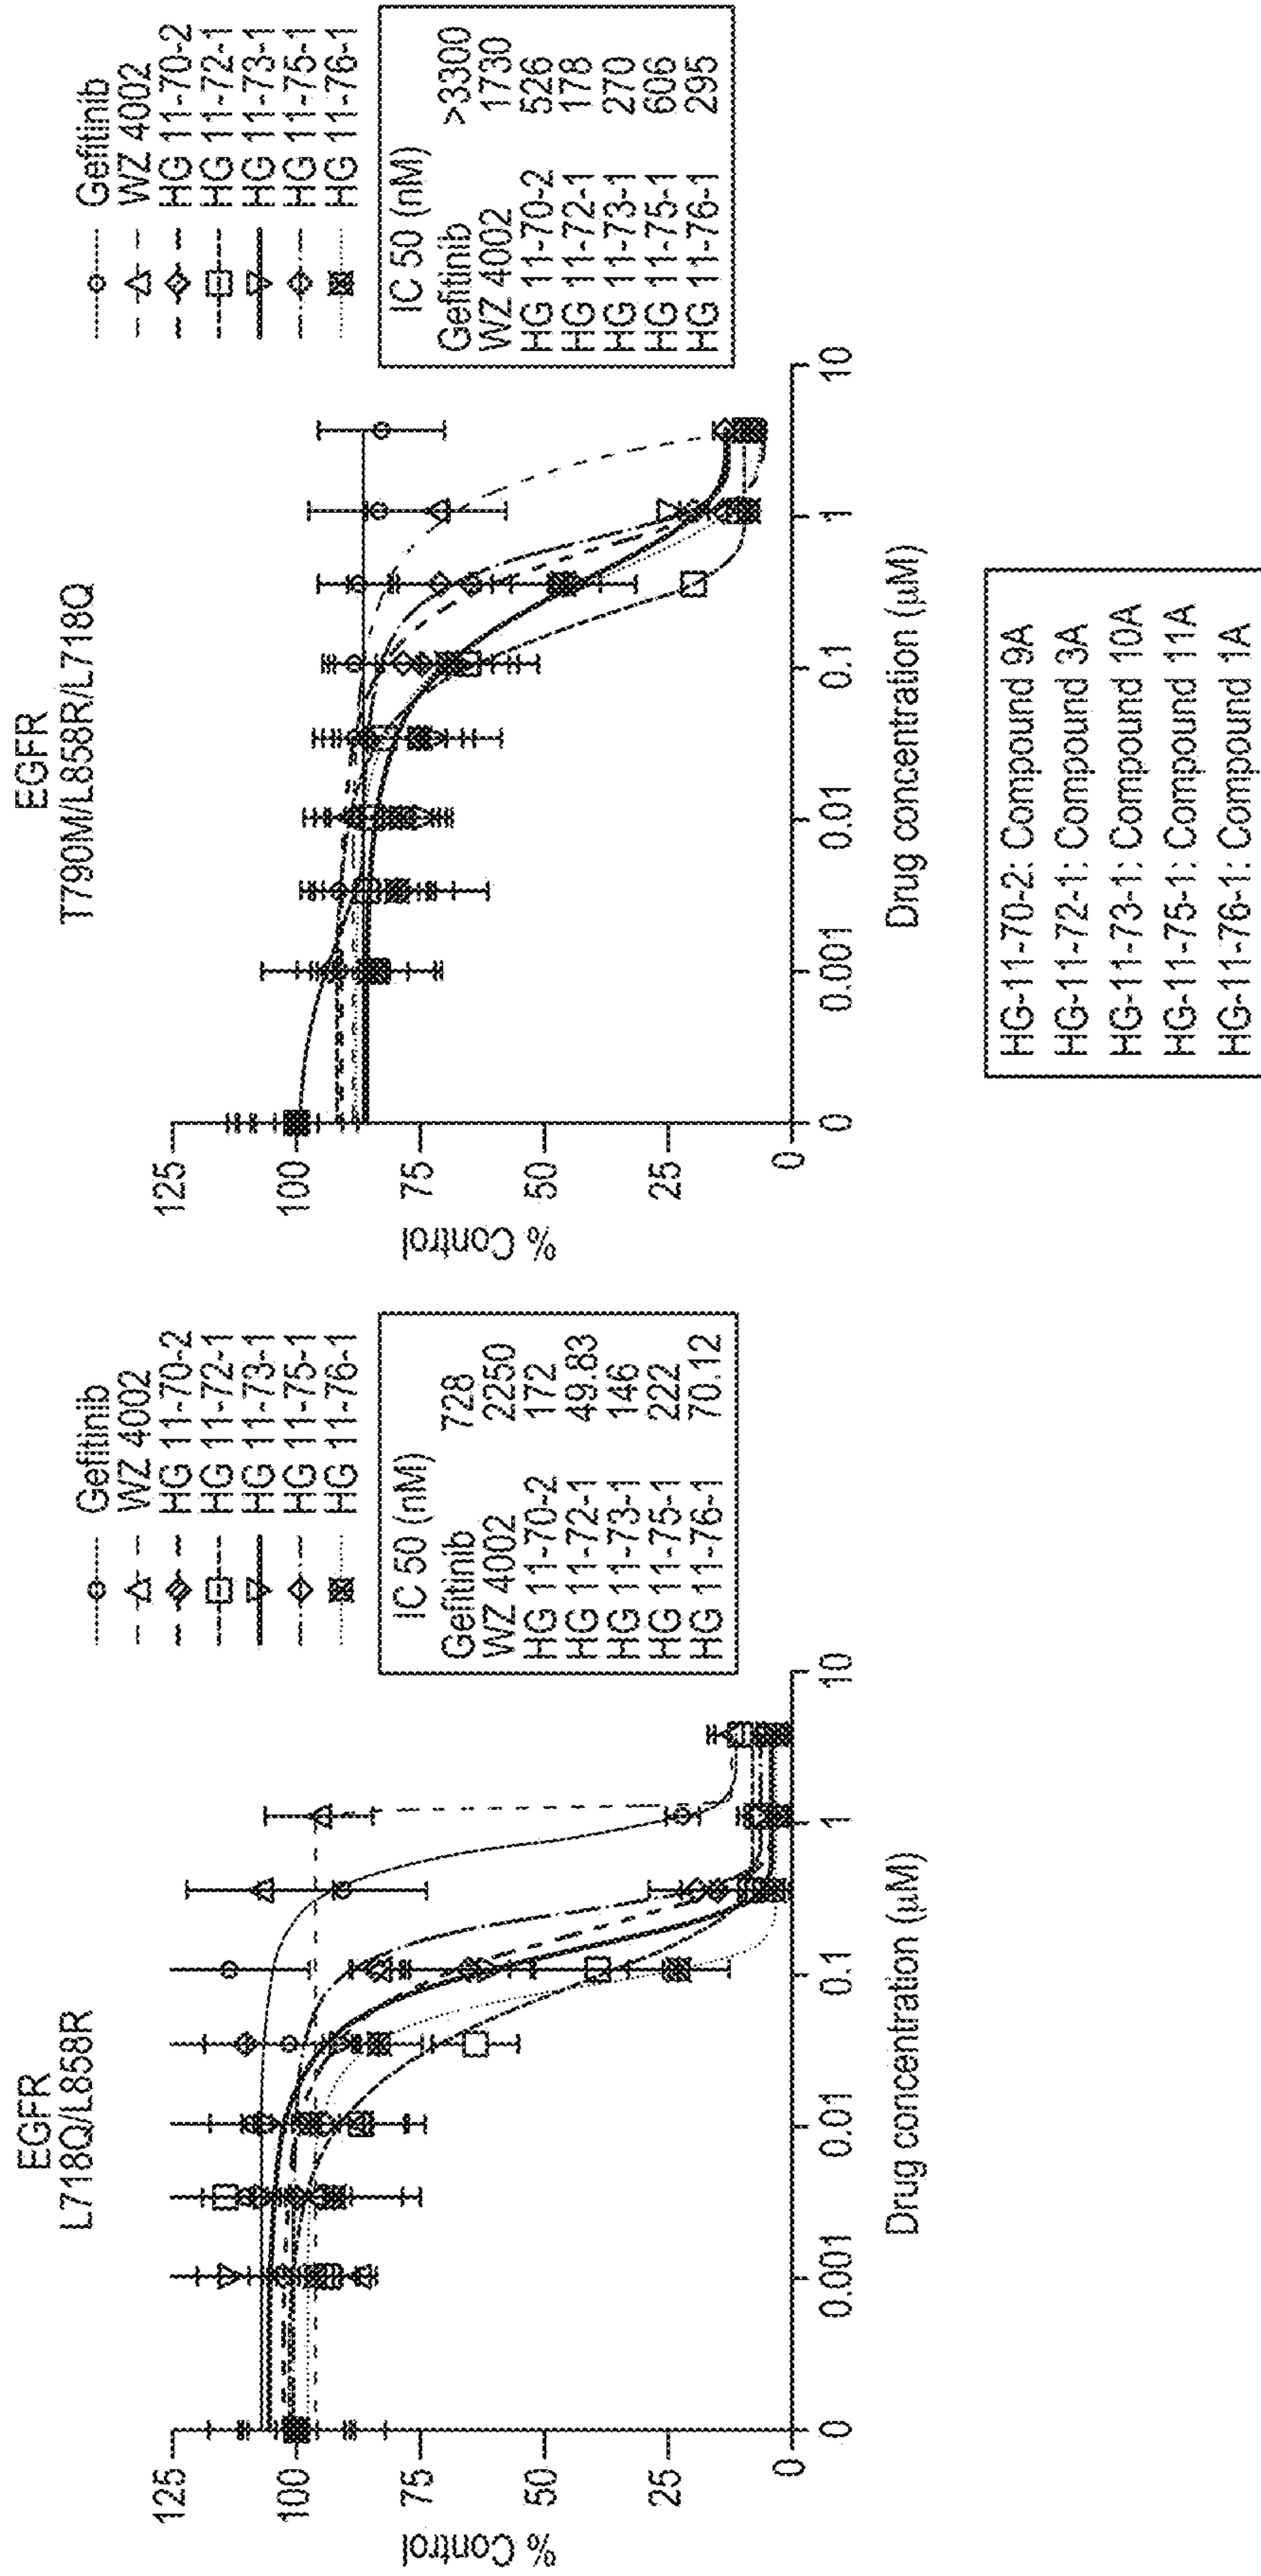 EGFR
L718Q/L858R
% Control
125
100
75
50
25
0
0
0.001
0.01
0.1
1
10
Drug concentration (µM)
Gefitinib
WZ 4002
HG 11-70-2
HG 11-72-1
HG 11-73-1
HG 11-75-1
HG 11-76-1
IC 50 (nM)
Gefitinib 728
WZ 4002 2250
HG 11-70-2 172
HG 11-72-1 49.83
HG 11-73-1 146
HG 11-75-1 222
HG 11-76-1 70.12
EGFR
T790M/L858R/L718Q
% Control
125
100
75
50
25
0
0
0.001
0.01
0.1
1
10
Drug concentration (µM)
Gefitinib
WZ 4002
HG 11-70-2
HG 11-72-1
HG 11-73-1
HG 11-75-1
HG 11-76-1
IC 50 (nM)
Gefitinib >3300
WZ 4002 1730
HG 11-70-2 526
HG 11-72-1 178
HG 11-73-1 270
HG 11-75-1 606
HG 11-76-1 295
HG-11-70-2: Compound 9A
HG-11-72-1: Compound 3A
HG-11-73-1: Compound 10A
HG-11-75-1: Compound 11A
HG-11-76-1: Compound 1A